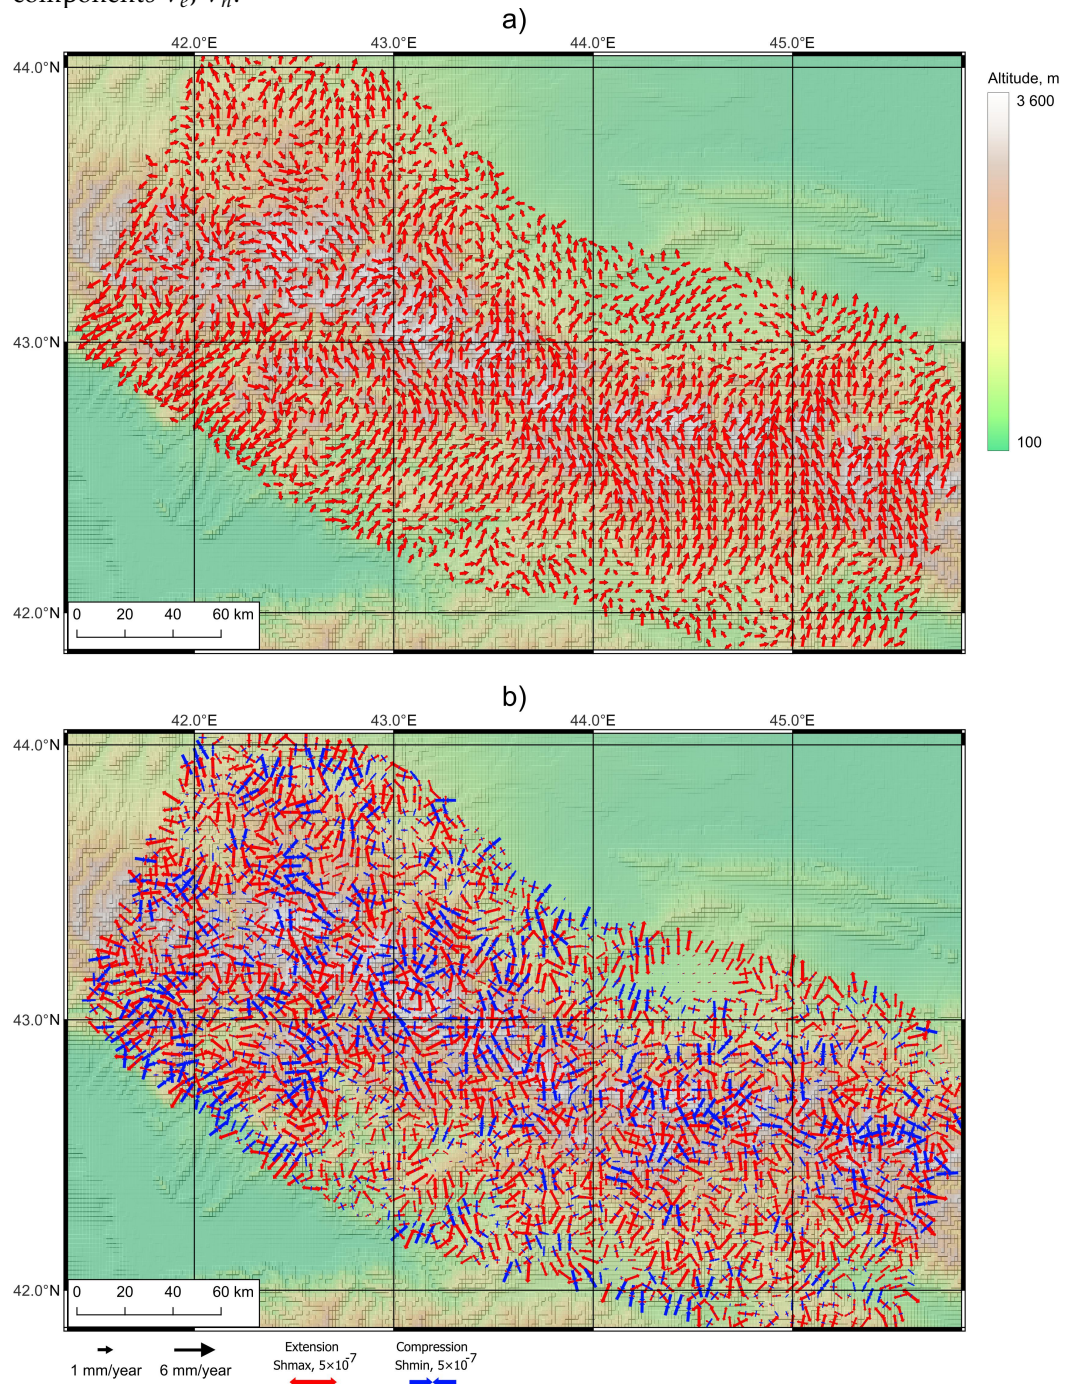 components Ve, Vn.
a)
42.0°E 43.0°E 44.0°E 45.0°E
44.0°N
43.0°N
42.0°N
Altitude, m
3 600
100
0 20 40 60 km
b)
42.0°E 43.0°E 44.0°E 45.0°E
44.0°N
43.0°N
42.0°N
0 20 40 60 km
1 mm/year 6 mm/year
Extension
Shmax, 5×10-7
Compression
Shmin, 5×10-7